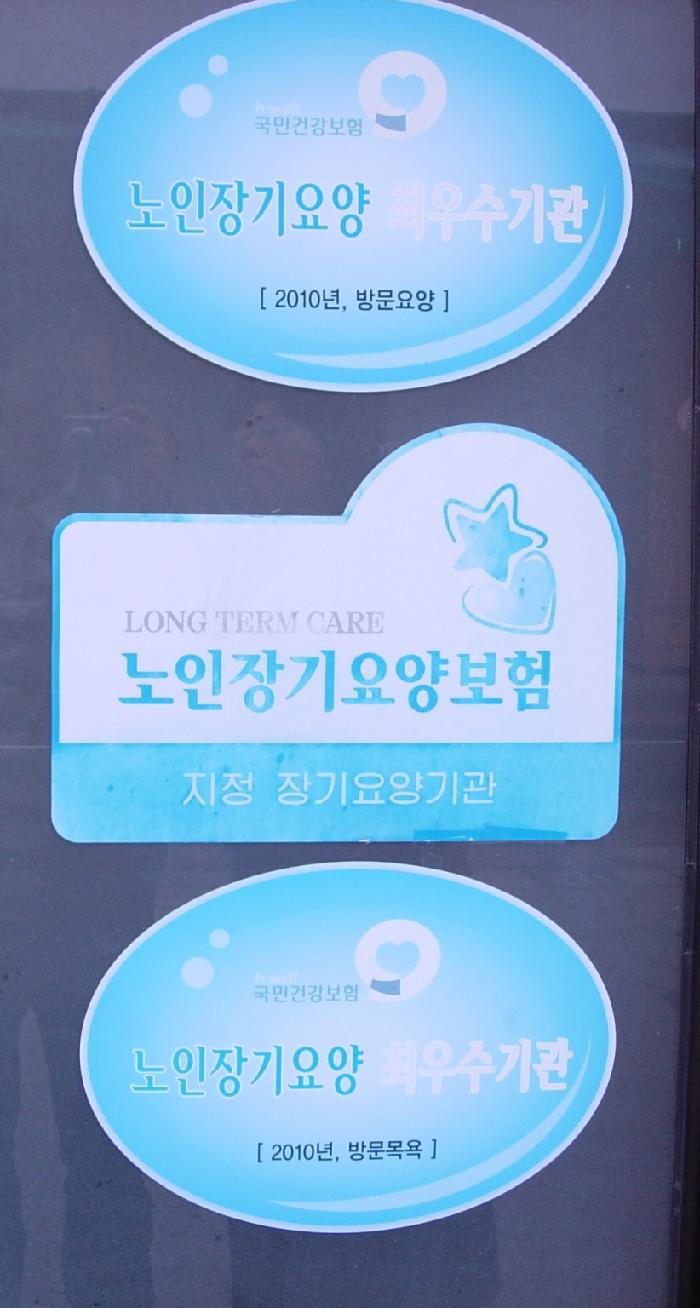 h-well
국민건강보험
노인장기요양 최우수기관
[ 2010년, 방문요양 ]
LONG TERM CARE
노인장기요양보험
지정 장기요양기관
h-well
국민건강보험
노인장기요양 최우수기관
[ 2010년, 방문목욕 ]